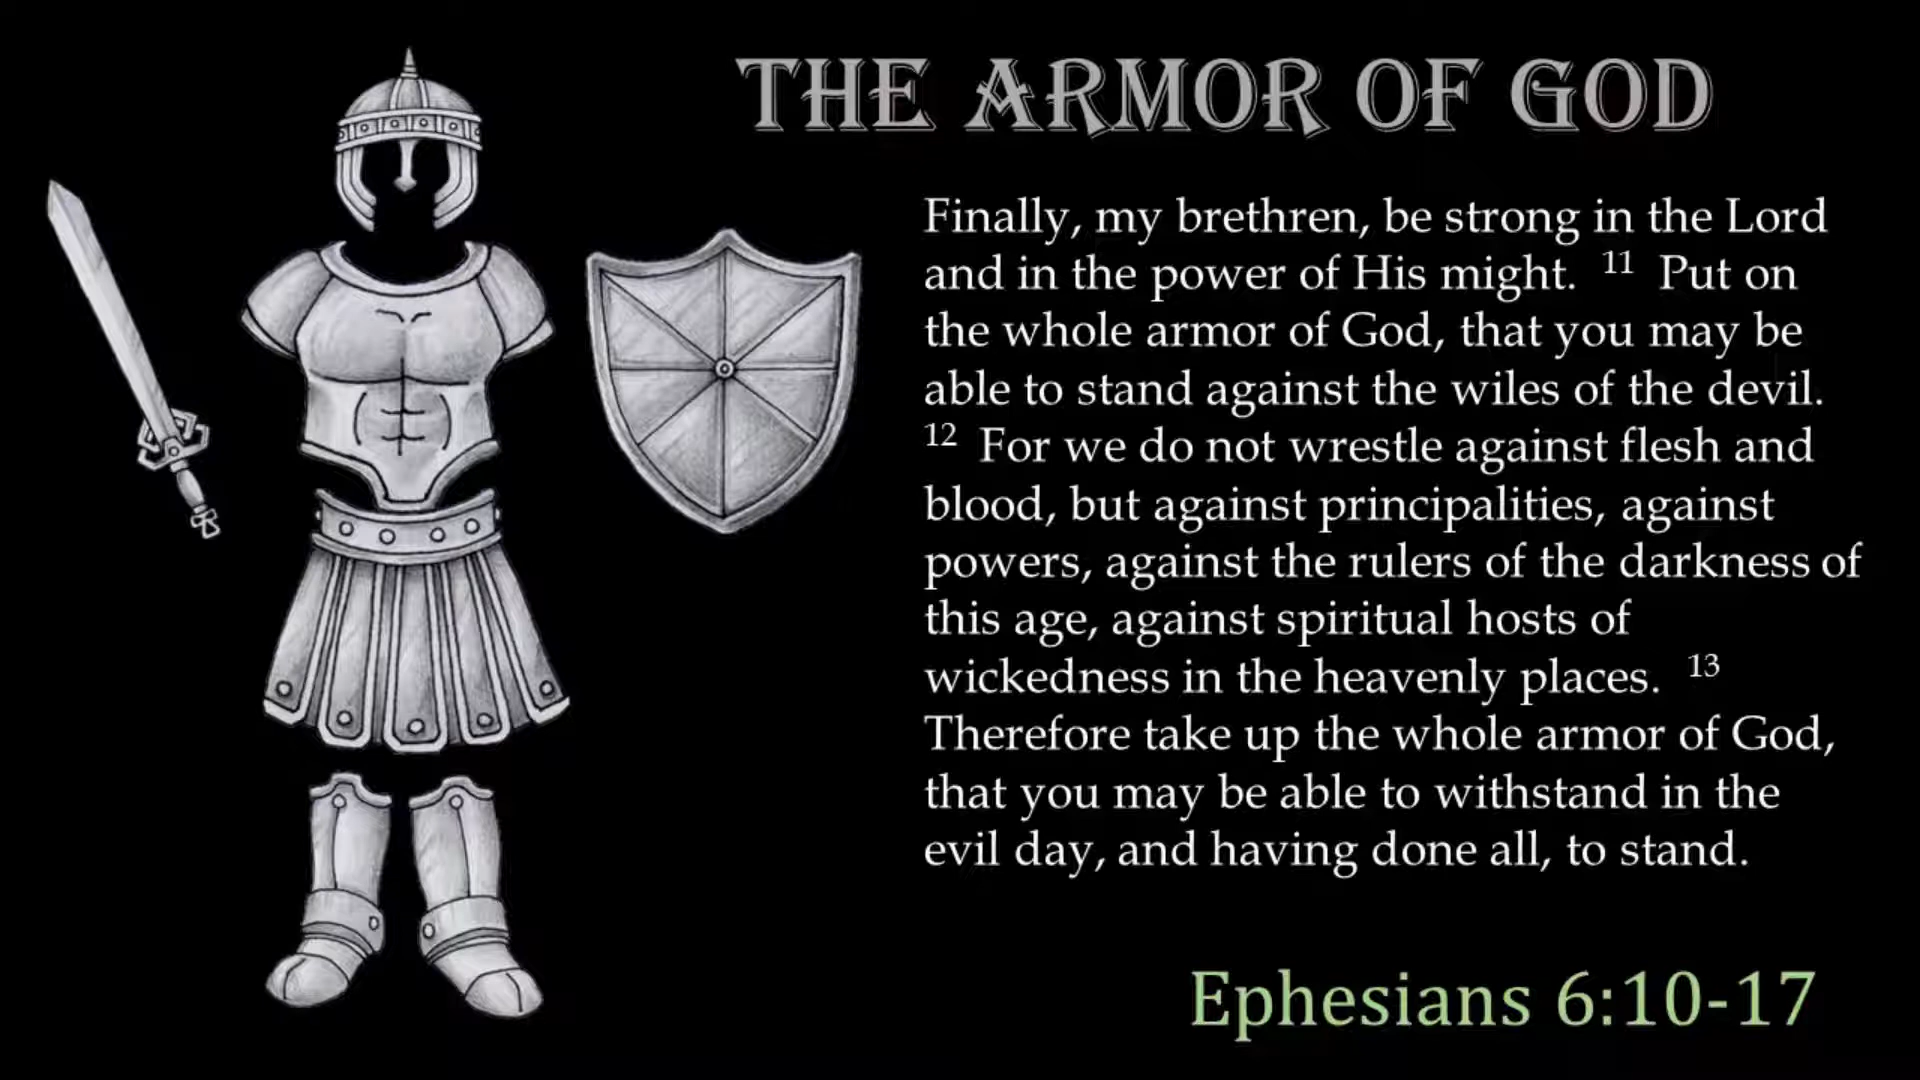 THE ARMOR OF GOD
Finally, my brethren, be strong in the Lord
and in the power of His might. 11 Put on
the whole armor of God, that you may be
able to stand against the wiles of the devil.
12 For we do not wrestle against flesh and
blood, but against principalities, against
powers, against the rulers of the darkness of
this age, against spiritual hosts of
wickedness in the heavenly places. 13
Therefore take up the whole armor of God,
that you may be able to withstand in the
evil day, and having done all, to stand.
Ephesians 6:10-17